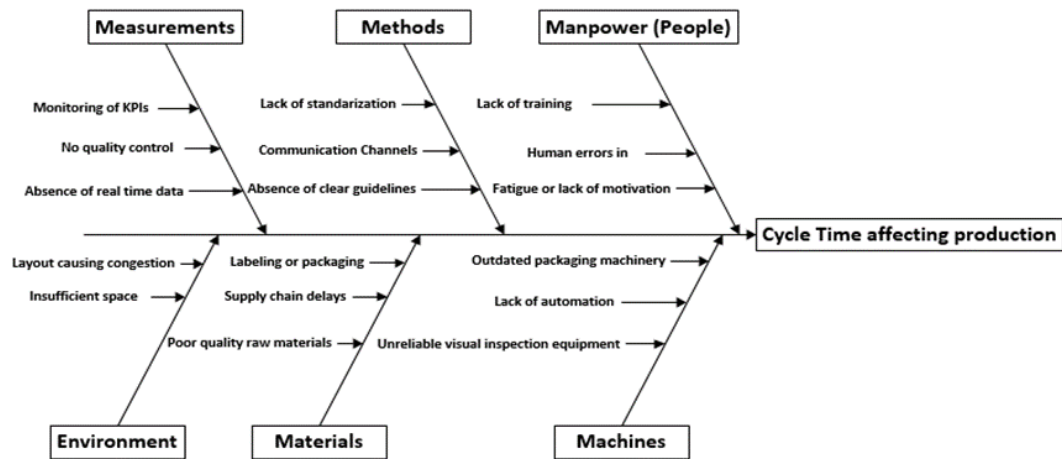 Measurements
Methods
Manpower (People)
Monitoring of KPIs
Lack of standarization
Lack of training
No quality control
Communication Channels
Human errors in
Absence of real time data
Absence of clear guidelines
Fatigue or lack of motivation
Cycle Time affecting production
Layout causing congestion
Labeling or packaging
Outdated packaging machinery
Insufficient space
Supply chain delays
Lack of automation
Poor quality raw materials
Unreliable visual inspection equipment
Environment
Materials
Machines